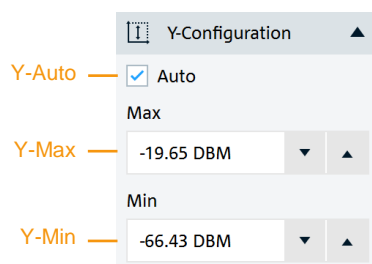 Y-Configuration
Y-Auto Auto
Max
Y-Max -19.65 DBM
Min
Y-Min -66.43 DBM